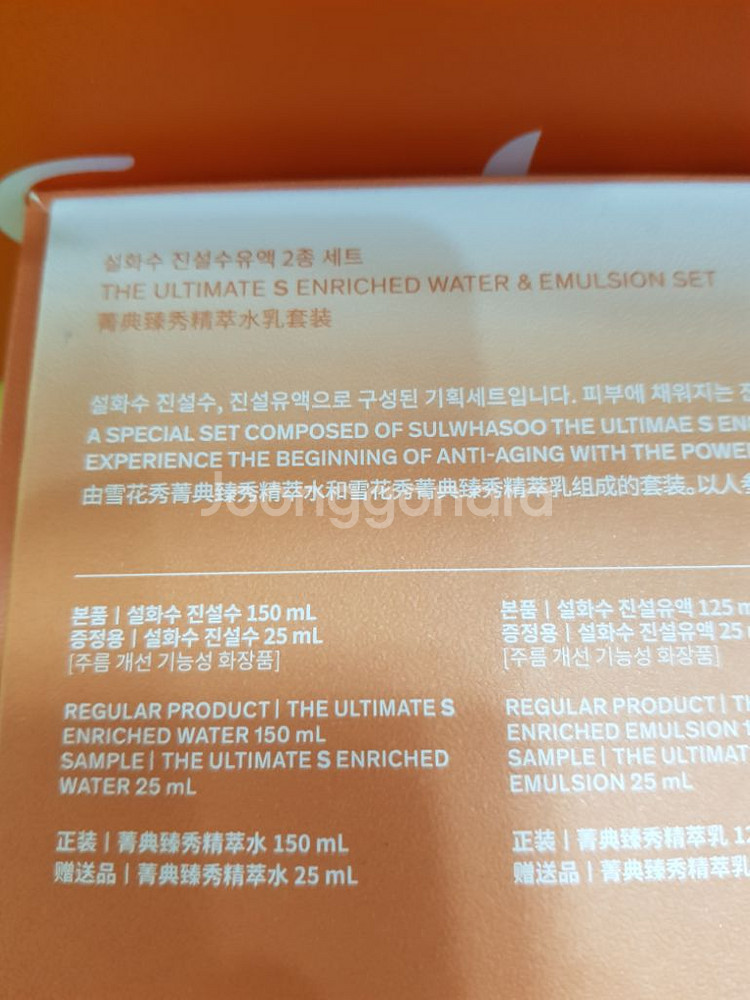 설화수 진설수유액 2종 세트
THE ULTIMATE S ENRICHED WATER & EMULSION SET
菁典臻秀精萃水乳套装
설화수 진설수, 진설유액으로 구성된 기획세트입니다. 피부에 채워지는
A SPECIAL SET COMPOSED OF SULWHASOO THE ULTIMAE S
EXPERIENCE THE BEGINNING OF ANTI-AGING WITH THE
由雪花秀菁典臻秀精萃水和雪花秀菁典臻秀精萃乳组成的套装。以人
Joonggonara
본품 | 설화수 진설수 150 mL
증정용 | 설화수 진설수 25 mL
[주름 개선 기능성 화장품]
REGULAR PRODUCT | THE ULTIMATE S
ENRICHED WATER 150 mL
SAMPLE | THE ULTIMATE S ENRICHED
WATER 25 mL
正装 | 菁典臻秀精萃水 150 mL
赠送品 | 菁典臻秀精萃水 25 mL
본품 | 설화수 진설유액 125
증정용 | 설화수 진설유액 25
[주름 개선 기능성 화장품]
REGULAR PRODUCT |
ENRICHED EMULSION
SAMPLE | THE
EMULSION 25 mL
正装 | 菁典臻秀精萃乳
赠送品 | 菁典臻秀精萃乳